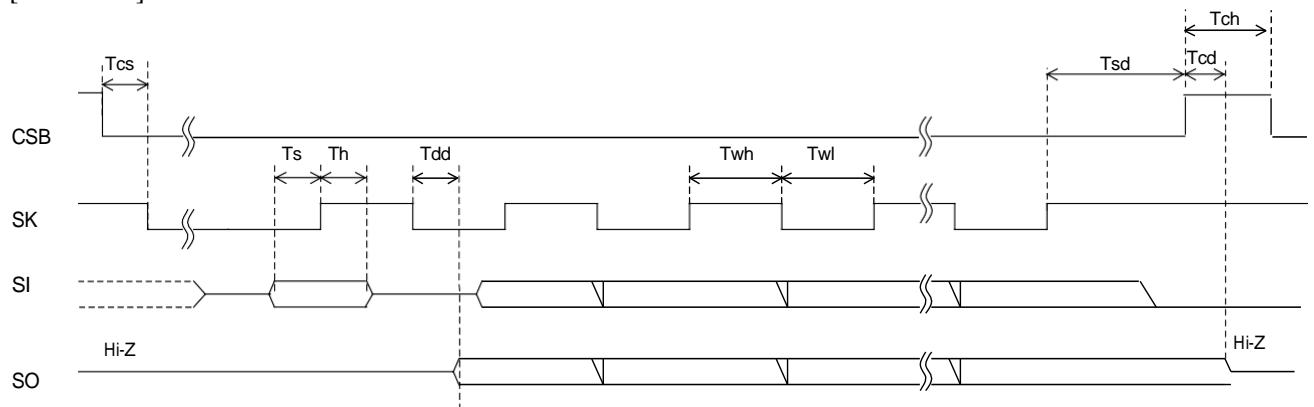 Tch
Tcs
Tsd
Tcd
CSB
Ts
Th
Tdd
Twh
Twl
SK
SI
Hi-Z
Hi-Z
SO